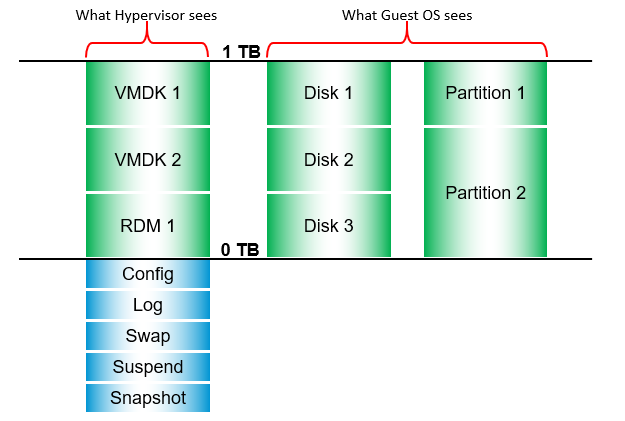 What Hypervisor sees
What Guest OS sees
1 TB
VMDK 1
Disk 1
Partition 1
VMDK 2
Disk 2
Partition 2
RDM 1
Disk 3
0 TB
Config
Log
Swap
Suspend
Snapshot